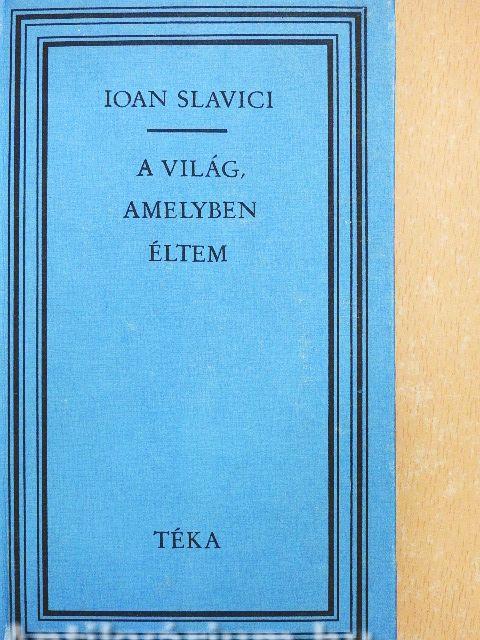 IOAN SLAVICI
A VILÁG,
AMELYBEN
ÉLTEM
TÉKA